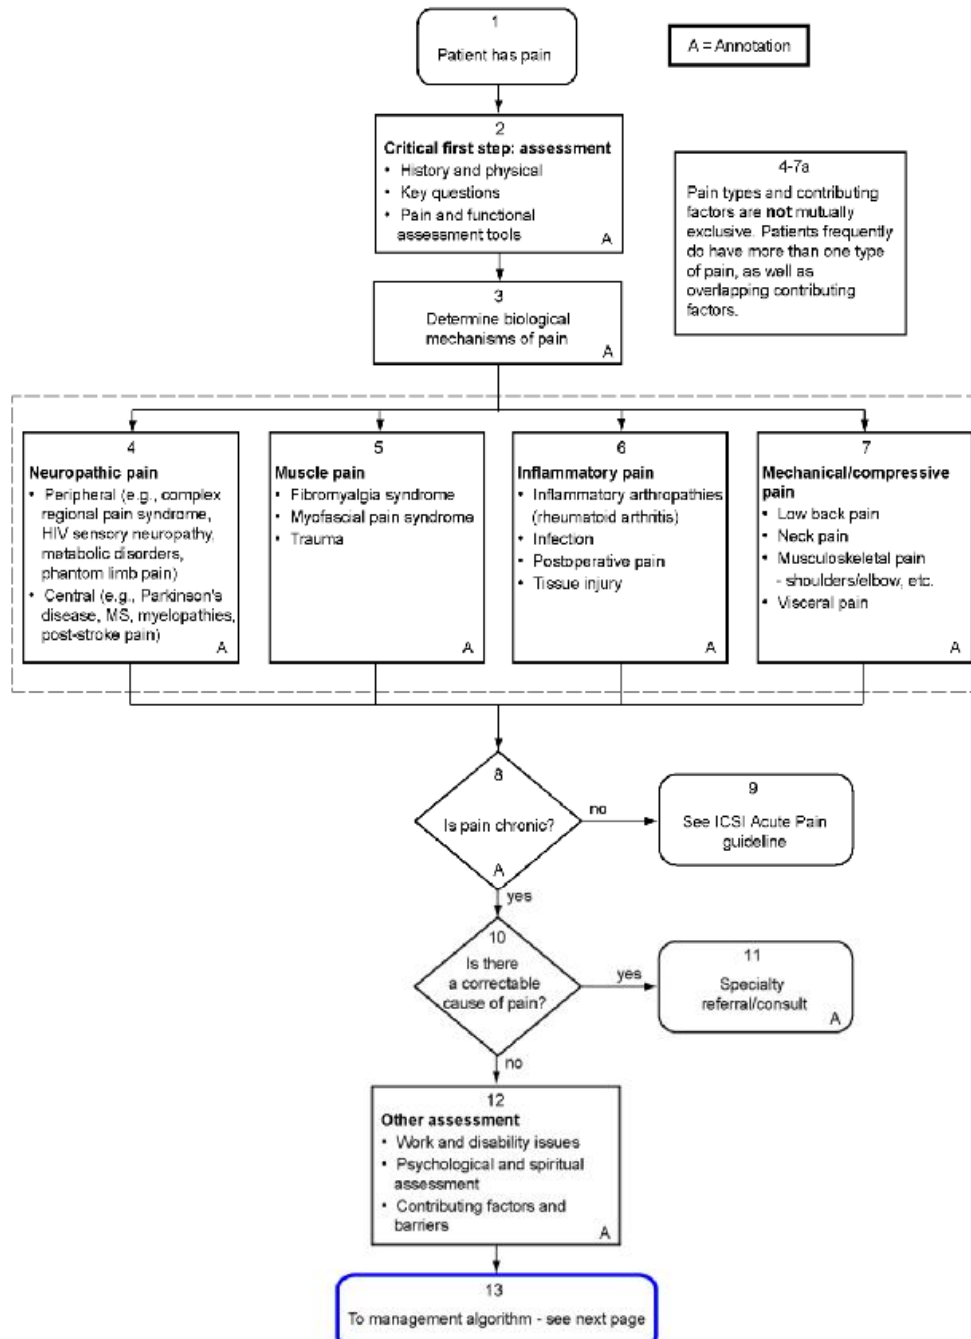 1
Patient has pain
A = Annotation
2
Critical first step: assessment
• History and physical
• Key questions
• Pain and functional
assessment tools
A
4-7a
Pain types and contributing
factors are not mutually
exclusive. Patients frequently
do have more than one type
of pain, as well as
overlapping contributing
factors.
3
Determine biological
mechanisms of pain
A
4
Neuropathic pain
• Peripheral (e.g., complex
regional pain syndrome,
HIV sensory neuropathy,
metabolic disorders,
phantom limb pain)
• Central (e.g., Parkinson's
disease, MS, myelopathies,
post-stroke pain)
A
5
Muscle pain
• Fibromyalgia syndrome
• Myofascial pain syndrome
• Trauma
A
6
Inflammatory pain
• Inflammatory arthropathies
(rheumatoid arthritis)
• Infection
• Postoperative pain
• Tissue injury
A
7
Mechanical/compressive
pain
• Low back pain
• Neck pain
• Musculoskeletal pain
- shoulders/elbow, etc.
• Visceral pain
A
8
Is pain chronic?
A
no
9
See ICSI Acute Pain
guideline
yes
10
Is there
a correctable
cause of pain?
yes
11
Specialty
referral/consult
A
no
12
Other assessment
• Work and disability issues
• Psychological and spiritual
assessment
• Contributing factors and
barriers
A
13
To management algorithm - see next page